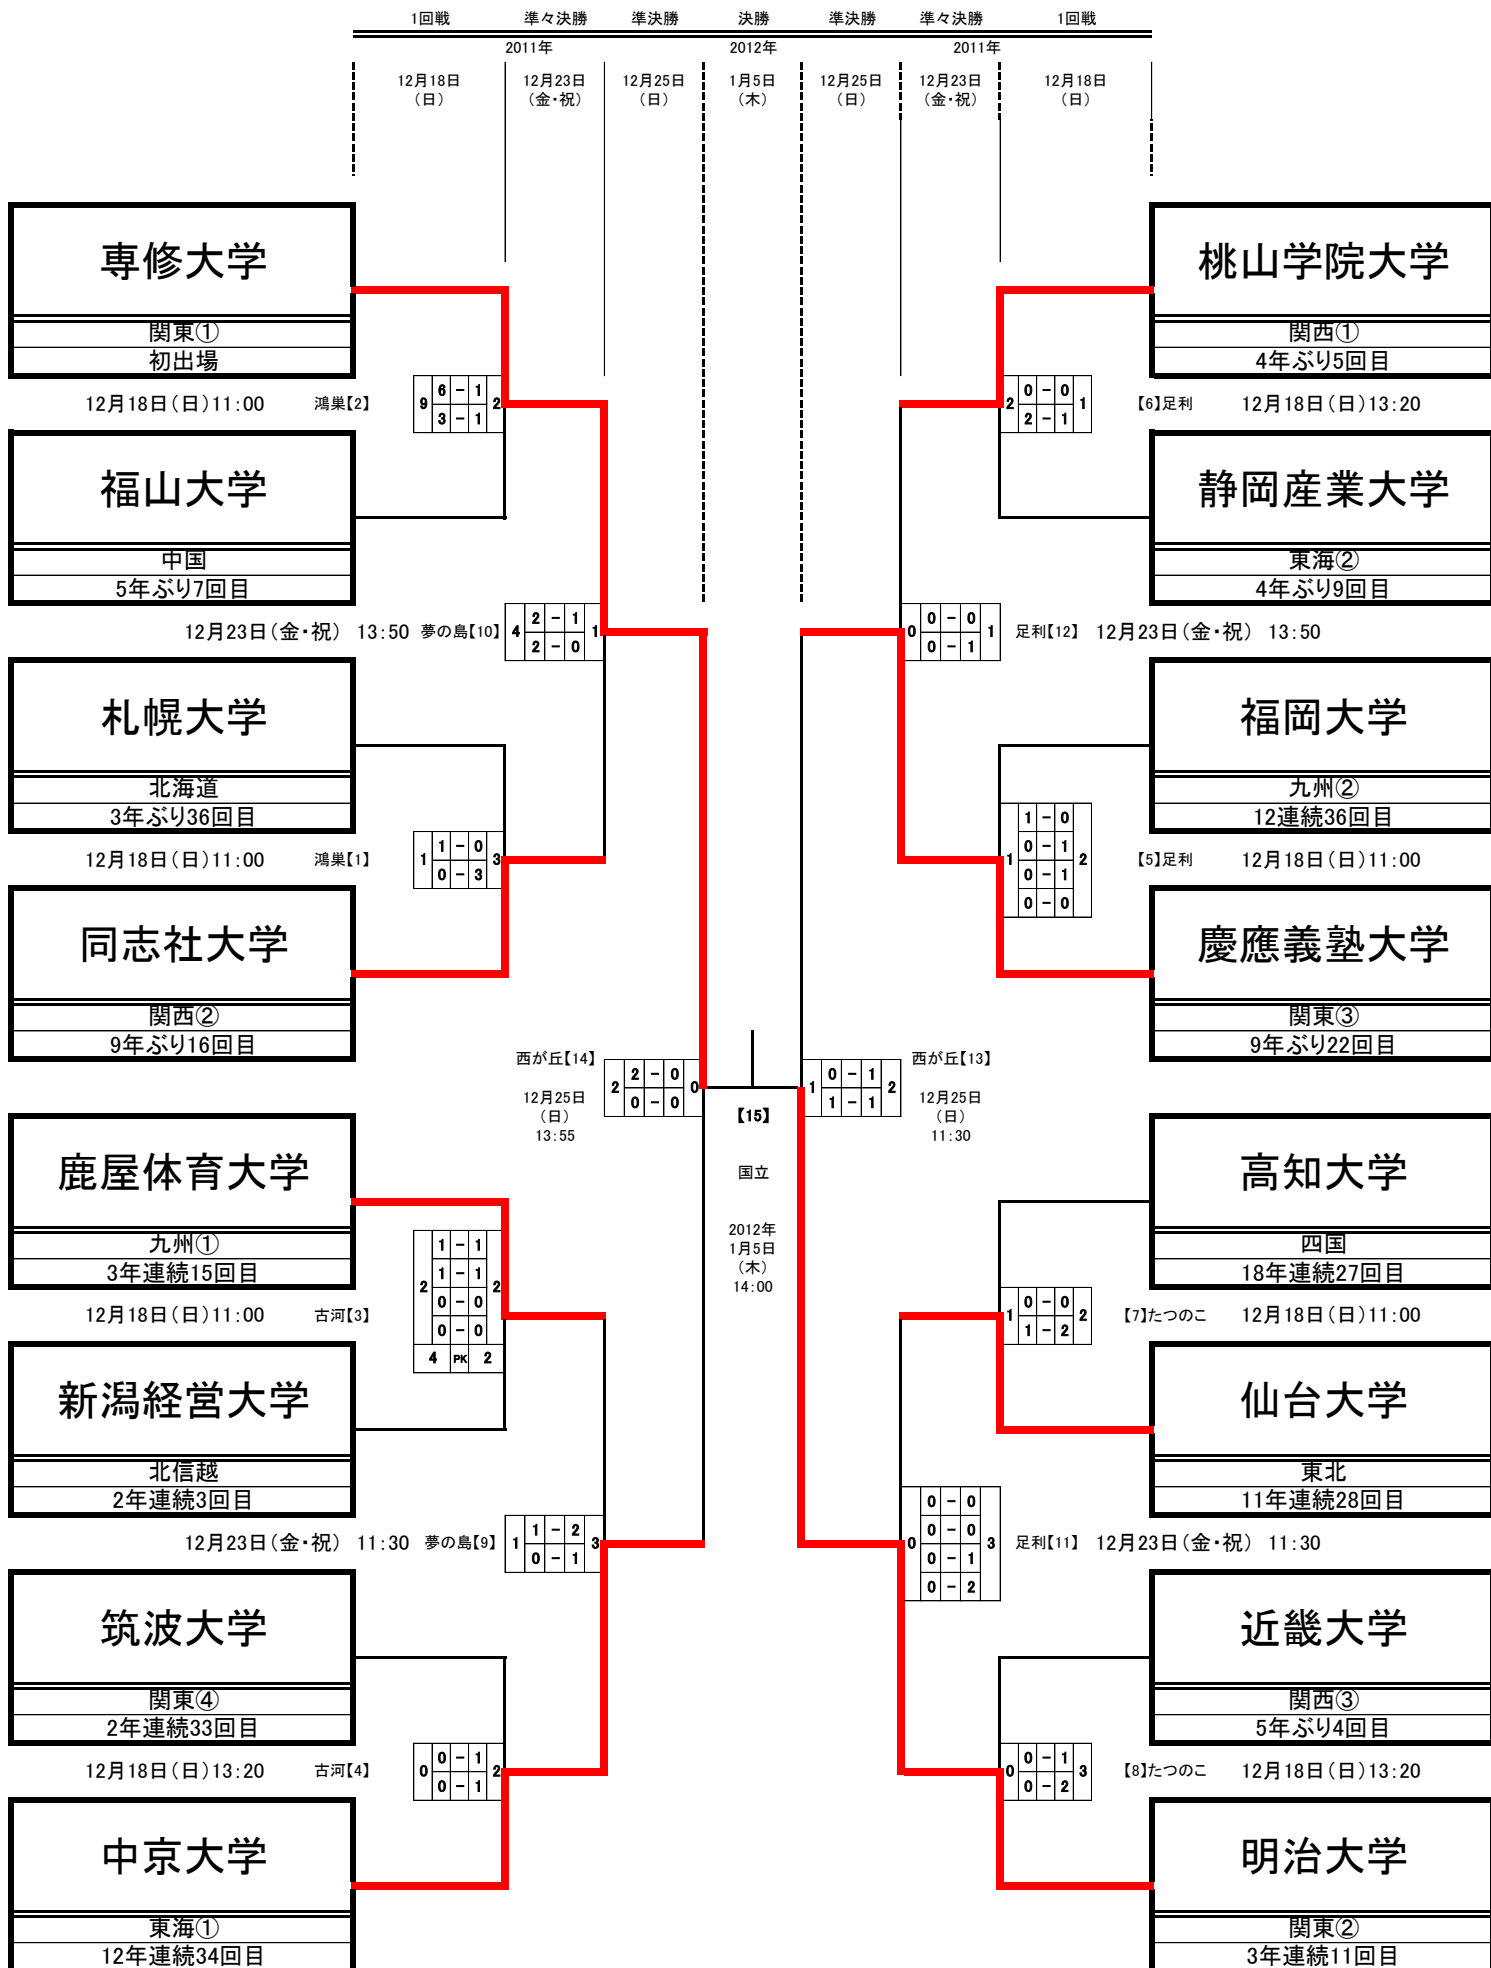 1回戦 準々決勝 準決勝 決勝 準決勝 準々決勝 1回戦
2011年 2012年 2011年
12月18日 12月23日 12月25日 1月5日 12月25日 12月23日 12月18日
(日) (金・祝) (日) (木) (日) (金・祝) (日)
専修大学
関東①
初出場
12月18日(日)11:00 鴻巣【2】
9 6 - 1 2
3 - 1
福山大学
中国
5年ぶり7回目
12月23日(金・祝) 13:50 夢の島【10】
4 2 - 1 1
2 - 0
札幌大学
北海道
3年ぶり36回目
12月18日(日)11:00 鴻巣【1】
1 1 - 0 3
0 - 3
同志社大学
関西②
9年ぶり16回目
西が丘【14】
12月25日
(日)
13:55
2 2 - 0 0
0 - 0
鹿屋体育大学
九州①
3年連続15回目
12月18日(日)11:00 古河【3】
1 - 1
1 - 1
2 2
0 - 0
0 - 0
4 PK 2
新潟経営大学
北信越
2年連続3回目
12月23日(金・祝) 11:30 夢の島【9】
1 1 - 2 3
0 - 1
筑波大学
関東④
2年連続33回目
12月18日(日)13:20 古河【4】
0 0 - 1 2
0 - 1
中京大学
東海①
12年連続34回目
【15】
国立
2012年
1月5日
(木)
14:00
桃山学院大学
関西①
4年ぶり5回目
2 0 - 0 1
2 - 1
【6】足利 12月18日(日)13:20
静岡産業大学
東海②
4年ぶり9回目
0 0 - 0 1
0 - 1
足利【12】 12月23日(金・祝) 13:50
福岡大学
九州②
12連続36回目
1 - 0
0 - 1
1 2
0 - 1
0 - 0
【5】足利 12月18日(日)11:00
慶應義塾大学
関東③
9年ぶり22回目
1 0 - 1 2
1 - 1
西が丘【13】
12月25日
(日)
11:30
高知大学
四国
18年連続27回目
1 0 - 0 2
1 - 2
【7】たつのこ 12月18日(日)11:00
仙台大学
東北
11年連続28回目
0 - 0
0 - 0
0 3
0 - 1
0 - 2
足利【11】 12月23日(金・祝) 11:30
近畿大学
関西③
5年ぶり4回目
0 0 - 1 3
0 - 2
【8】たつのこ 12月18日(日)13:20
明治大学
関東②
3年連続11回目